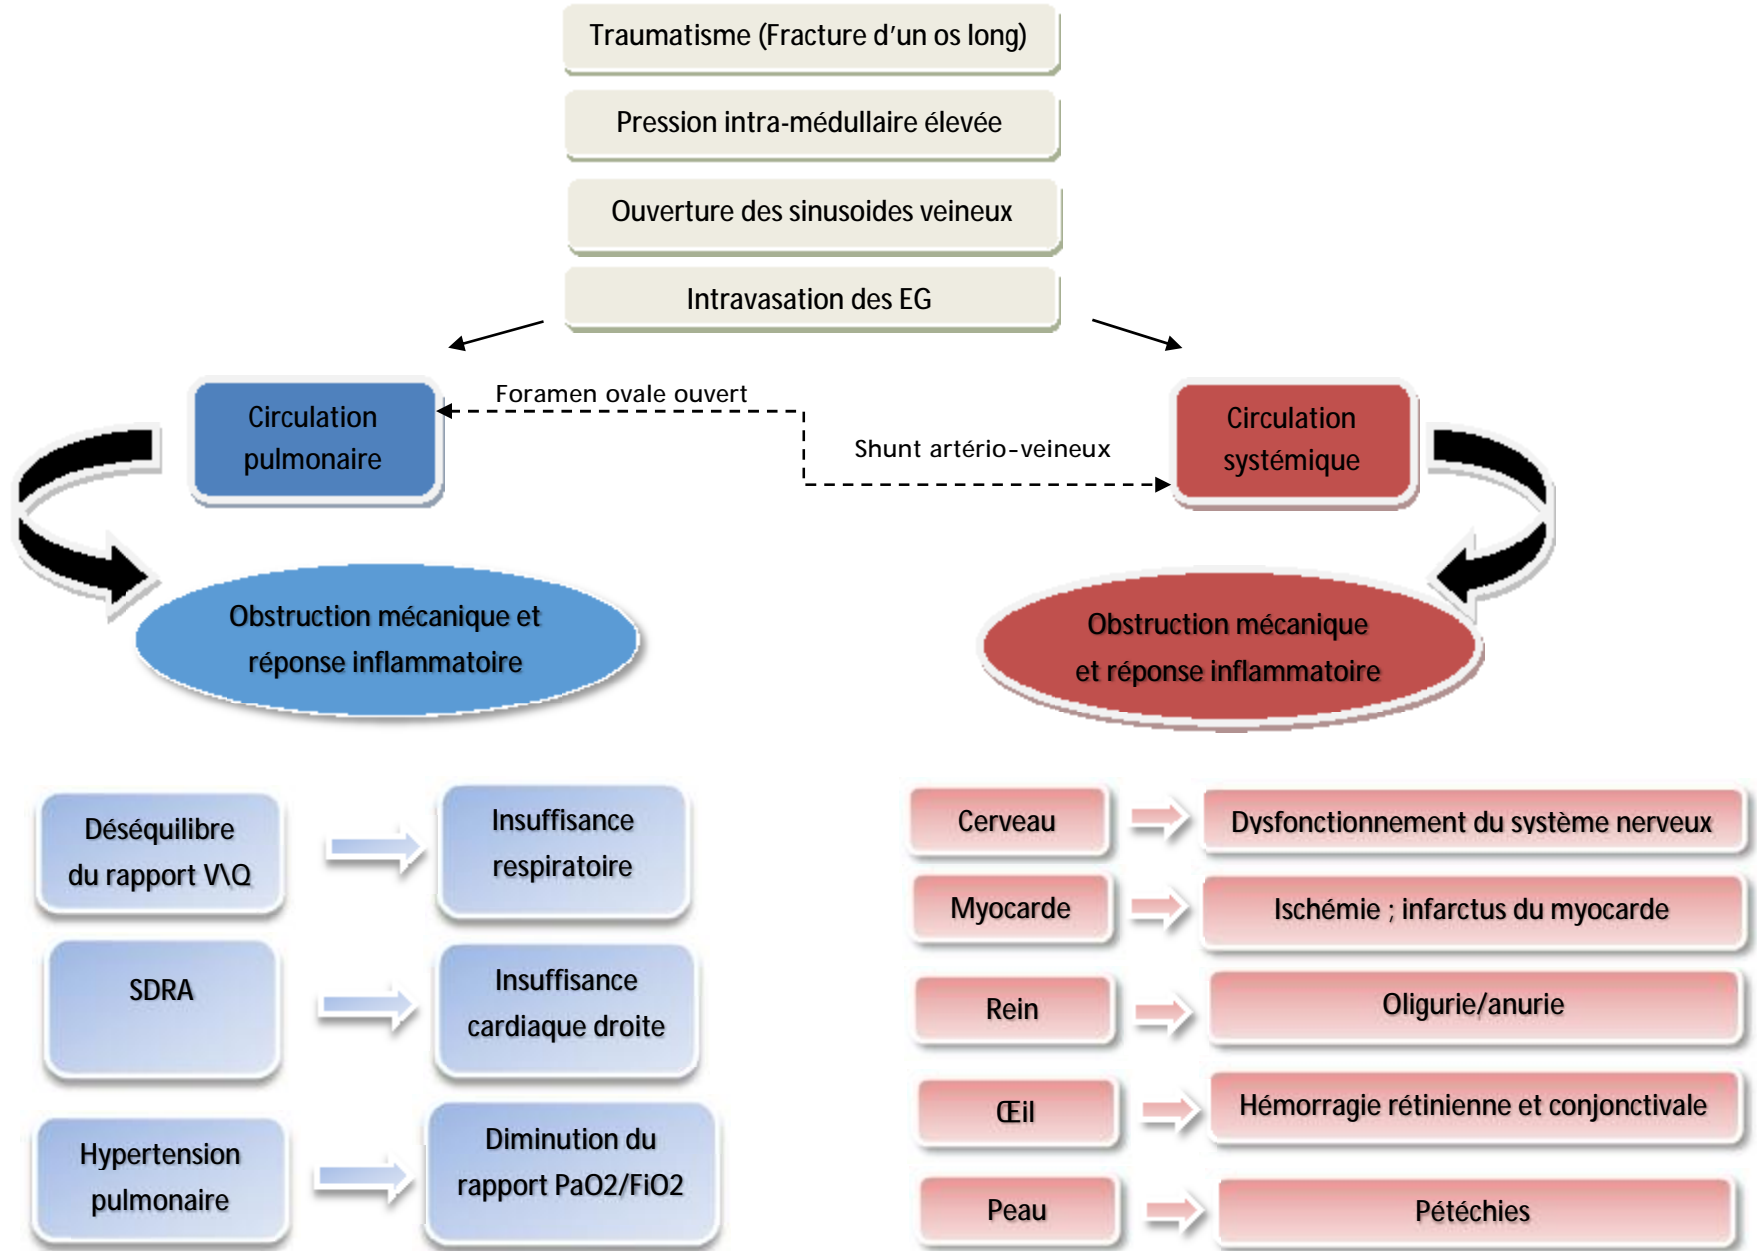 Traumatisme (Fracture d'un os long)
Pression intra-médullaire élevée
Ouverture des sinusoides veineux
Intravasation des EG
Foramen ovale ouvert
Shunt artério-veineux
Circulation
pulmonaire
Circulation
systémique
Obstruction mécanique et
réponse inflammatoire
Obstruction mécanique
et réponse inflammatoire
Déséquilibre
du rapport V\Q
Insuffisance
respiratoire
SDRA
Insuffisance
cardiaque droite
Hypertension
pulmonaire
Diminution du
rapport PaO2/FiO2
Cerveau
Dysfonctionnement du système nerveux
Myocarde
Ischémie ; infarctus du myocarde
Rein
Oligurie/anurie
Œil
Hémorragie rétinienne et conjonctivale
Peau
Pétéchies